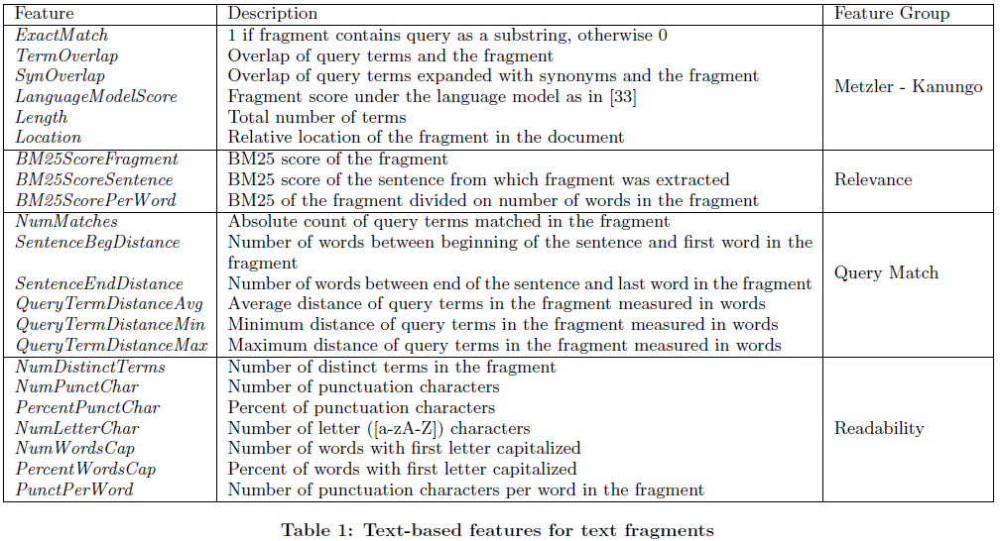 Feature Description Feature Group
ExactMatch 1 if fragment contains query as a substring, otherwise 0
TermOverlap Overlap of query terms and the fragment
SynOverlap Overlap of query terms expanded with synonyms and the fragment
LanguageModelScore Fragment score under the language model as in [33]
Metzler - Kanungo
Length Total number of terms
Location Relative location of the fragment in the document
BM25ScoreFragment BM25 score of the fragment
BM25ScoreSentence BM25 score of the sentence from which fragment was extracted Relevance
BM25ScorePerWord BM25 of the fragment divided on number of words in the fragment
NumMatches Absolute count of query terms matched in the fragment
SentenceBegDistance Number of words between beginning of the sentence and first word in the
fragment
Query Match
SentenceEndDistance Number of words between end of the sentence and last word in the fragment
QueryTermDistanceAvg Average distance of query terms in the fragment measured in words
QueryTermDistanceMin Minimum distance of query terms in the fragment measured in words
QueryTermDistanceMax Maximum distance of query terms in the fragment measured in words
NumDistinctTerms Number of distinct terms in the fragment
NumPunctChar Number of punctuation characters
PercentPunctChar Percent of punctuation characters
NumLetterChar Number of letter ([a-zA-Z]) characters Readability
NumWordsCap Number of words with first letter capitalized
PercentWordsCap Percent of words with first letter capitalized
PunctPerWord Number of punctuation characters per word in the fragment
Table 1: Text-based features for text fragments